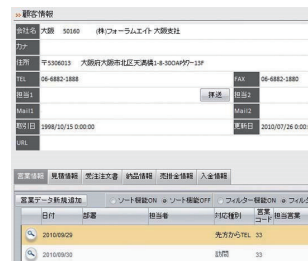 »顧客情報
会社名 大阪 50160 (株)フォーラムエイト 大阪支社
カナ
住所 〒5306013 大阪府大阪市北区天満橋1-8-30OAPタワー13F
TEL 06-6882-1888 FAX 06-6882-1880
担当1 郵送 担当2
Mail1 Mail2
取引日 1998/10/15 0:00:00 更新日 2010/07/26 0:00:
URL
営業情報 見積情報 受注注文書 納品情報 売掛金情報 入金情報
営業データ新規追加 ソート機能ON ソート機能OFF フィルター機能ON フィル
日付 部署 担当者 対応種別 営業コード 担当営業
2010/09/29 先方からTEL 33
2010/09/30 訪問 33